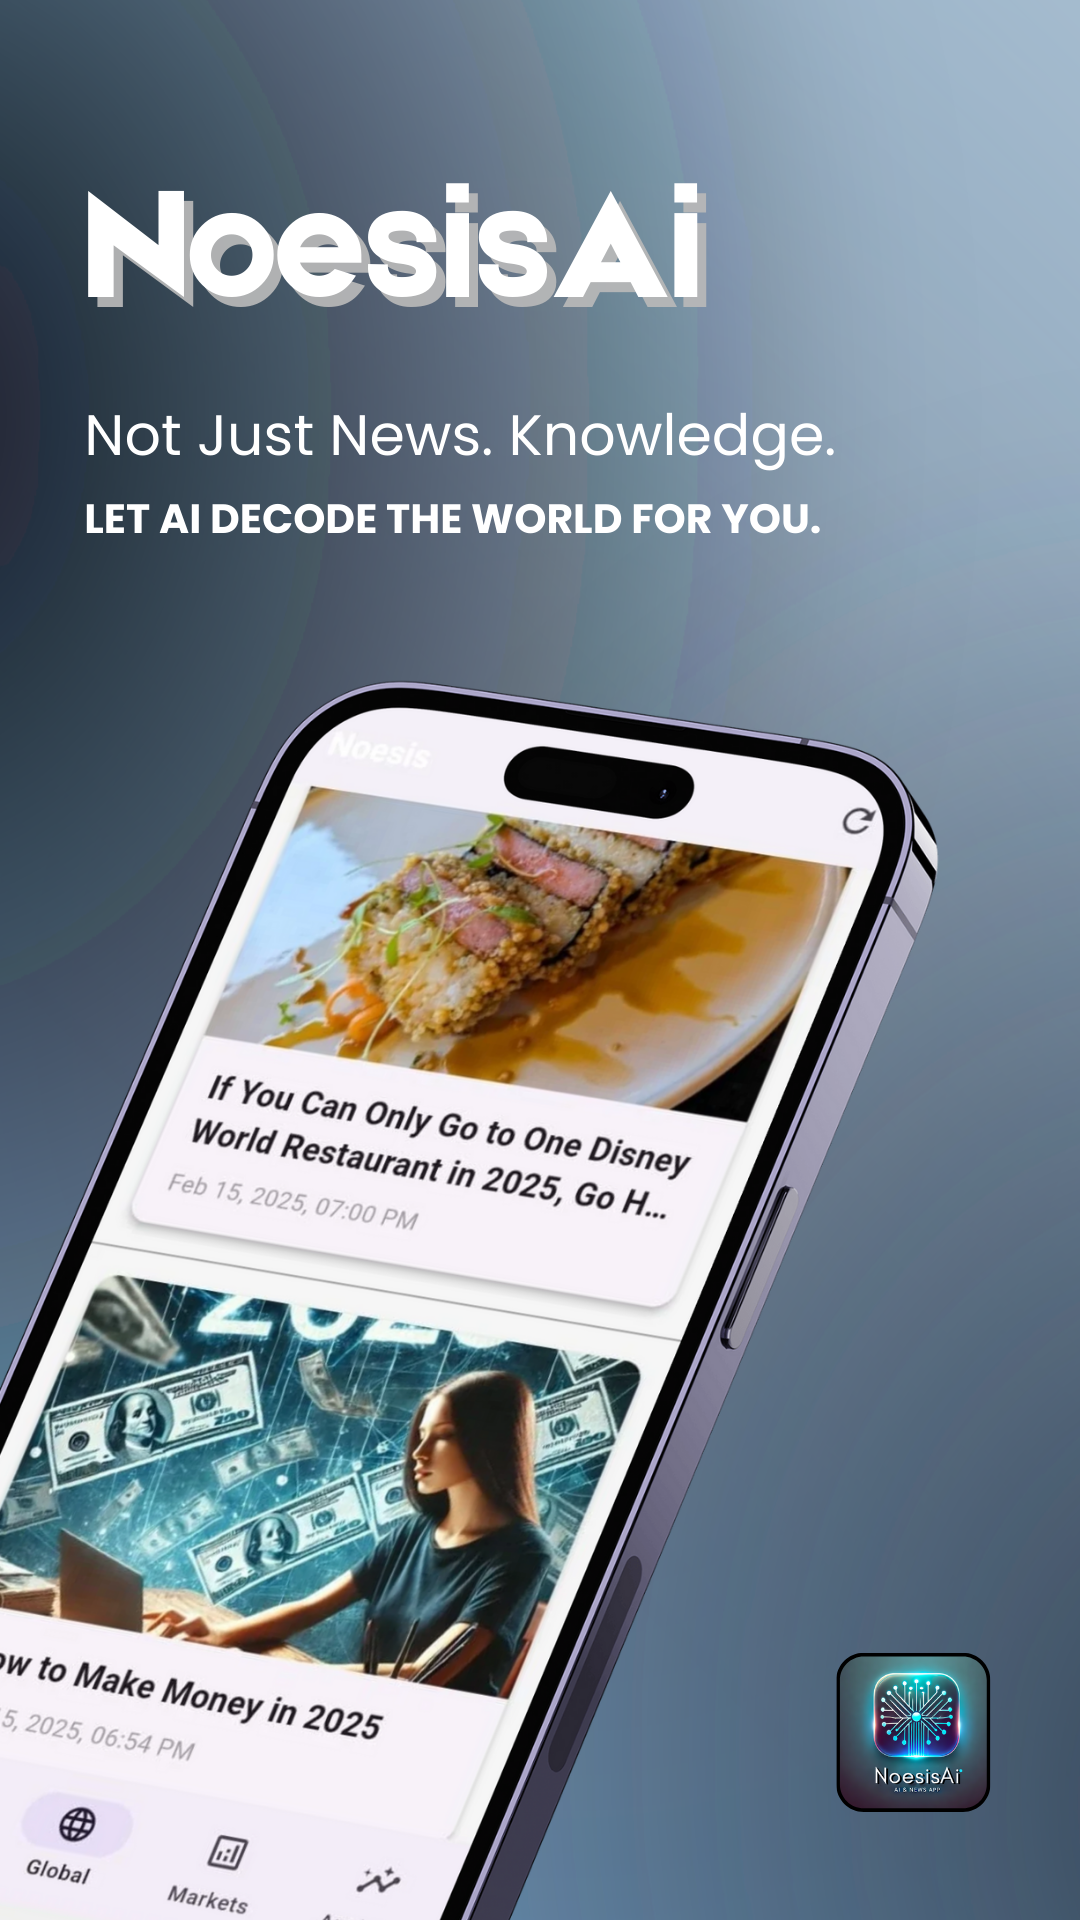 NoesisAi
Not Just News. Knowledge.
LET AI DECODE THE WORLD FOR YOU.
Noesis
If You Can Only Go to One Disney
World Restaurant in 2025, Go H...
Feb 15, 2025, 07:00 PM
ow to Make Money in 2025
5, 2025, 06:54 PM
Global
Markets
NoesisAi
AI & NEWS APP